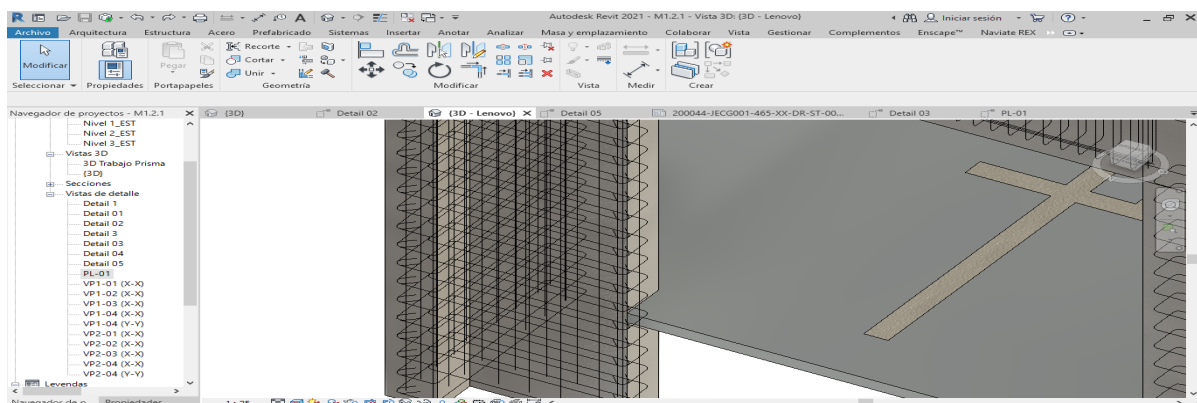 Autodesk Revit 2021 - M1.2.1 - Vista 3D: {3D - Lenovo}
Iniciar sesión
Archivo Arquitectura Estructura Acero Prefabricado Sistemas Insertar Anotar Analizar Masa y emplazamiento Colaborar Vista Gestionar Complementos Enscape™ Naviate REX
Modificar
Propiedades
Pegar
Recorte
Cortar
Unir
Seleccionar Propiedades Portapapeles Geometría Modificar Vista Medir Crear
Navegador de proyectos - M1.2.1
{3D} Detail 02 {3D - Lenovo} Detail 05 200044-JECG001-465-XX-DR-ST-00... Detail 03 PL-01
Nivel 1_EST
Nivel 2_EST
Nivel 3_EST
Vistas 3D
3D Trabajo Prisma
{3D}
Secciones
Vistas de detalle
Detail 1
Detail 01
Detail 02
Detail 3
Detail 03
Detail 04
Detail 05
PL-01
VP1-01 (X-X)
VP1-02 (X-X)
VP1-03 (X-X)
VP1-04 (X-X)
VP1-04 (Y-Y)
VP2-01 (X-X)
VP2-02 (X-X)
VP2-03 (X-X)
VP2-04 (X-X)
VP2-04 (Y-Y)
Leyendas